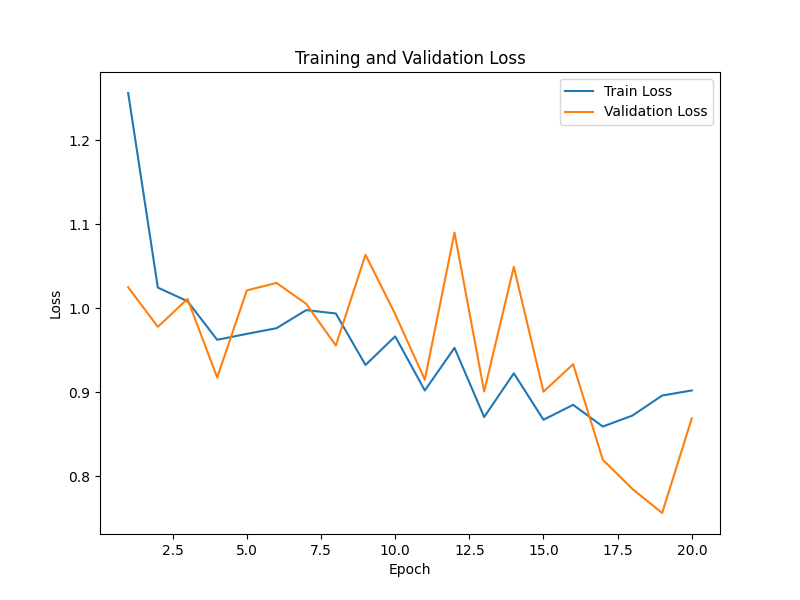 Training and Validation Loss
Train Loss
Validation Loss
1.2
1.1
1.0
0.9
0.8
Loss
2.5 5.0 7.5 10.0 12.5 15.0 17.5 20.0
Epoch